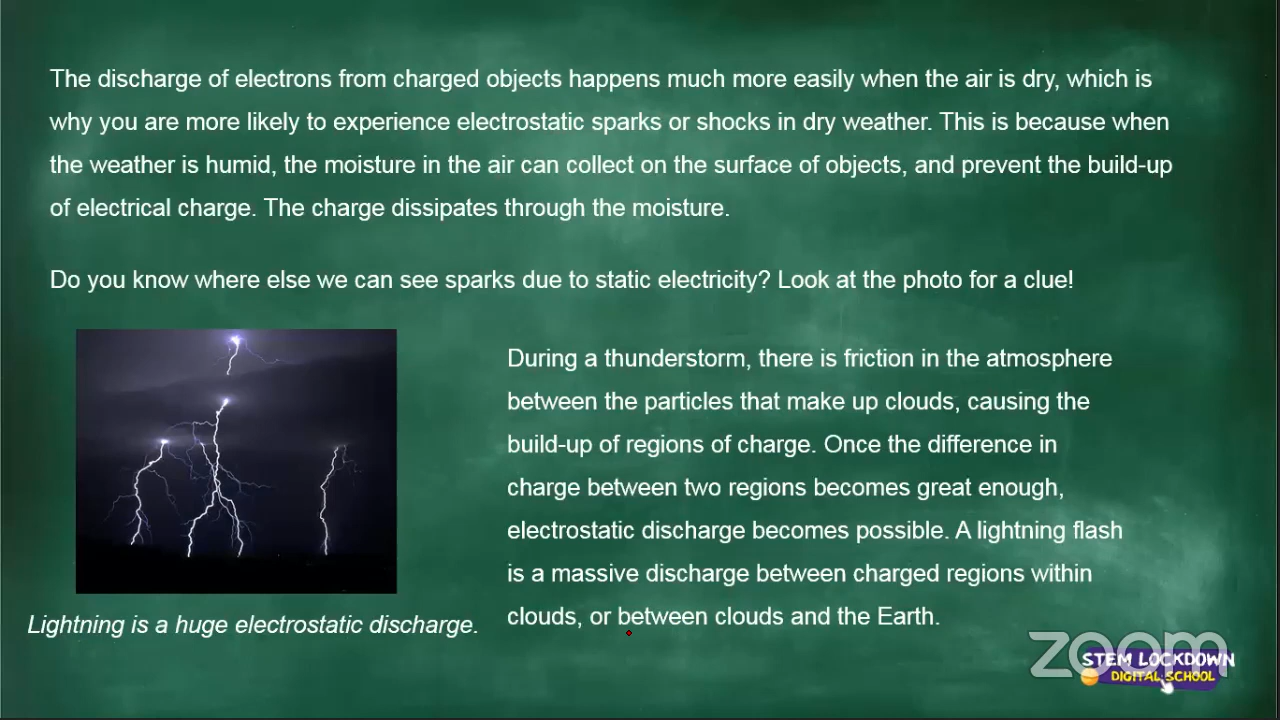 The discharge of electrons from charged objects happens much more easily when the air is dry, which is
why you are more likely to experience electrostatic sparks or shocks in dry weather. This is because when
the weather is humid, the moisture in the air can collect on the surface of objects, and prevent the build-up
of electrical charge. The charge dissipates through the moisture.
Do you know where else we can see sparks due to static electricity? Look at the photo for a clue!
During a thunderstorm, there is friction in the atmosphere
between the particles that make up clouds, causing the
build-up of regions of charge. Once the difference in
charge between two regions becomes great enough,
electrostatic discharge becomes possible. A lightning flash
is a massive discharge between charged regions within
clouds, or between clouds and the Earth.
Lightning is a huge electrostatic discharge.
zoom
STEM LOCKDOWN
DIGITAL SCHOOL